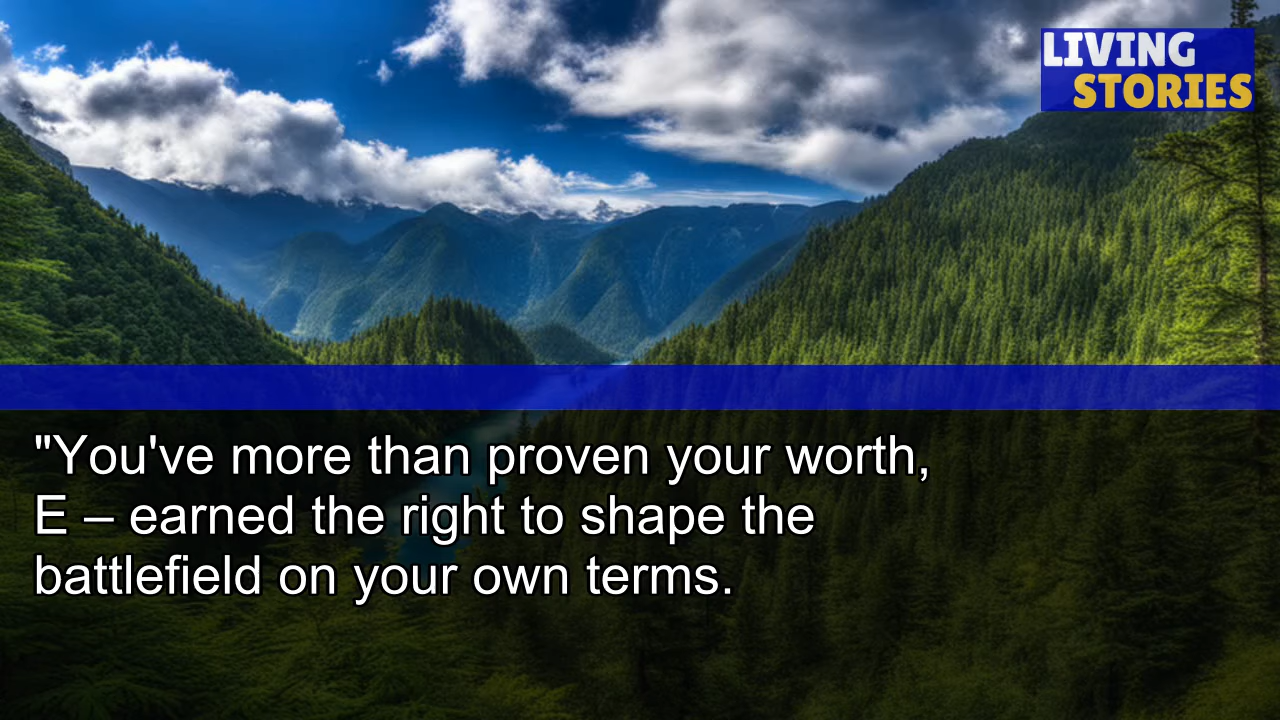 LIVING
STORIES
"You've more than proven your worth,
E – earned the right to shape the
battlefield on your own terms.